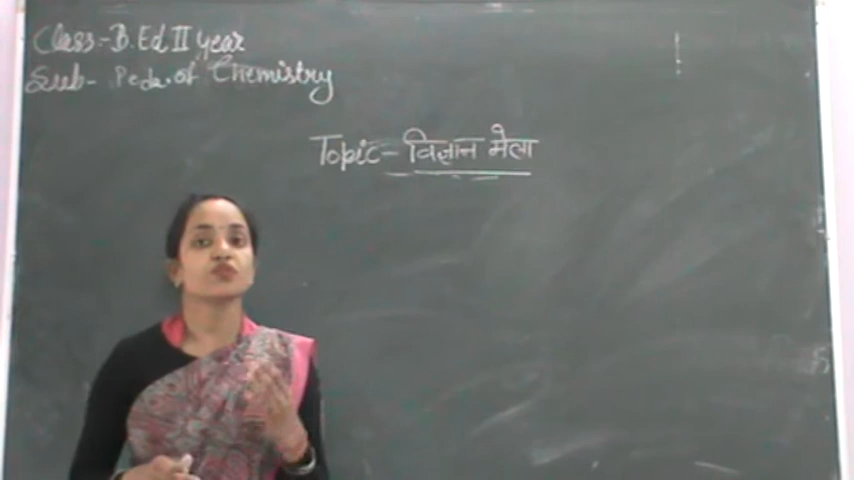 Class:- B.Ed II year
Sub- Peda. of Chemistry
Topic- विज्ञान मेला